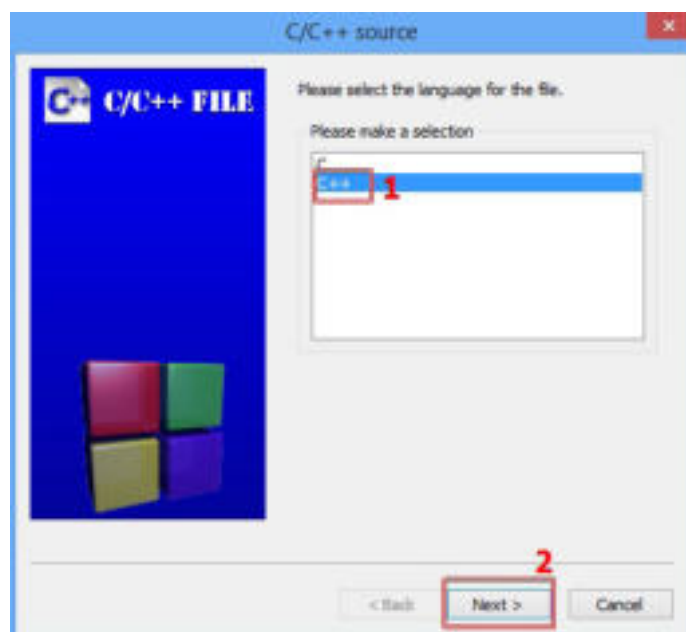 C/C++ source
C++ C/C++ FILE
Please select the language for the file.
Please make a selection
C
C++ 1
2
< Back Next > Cancel